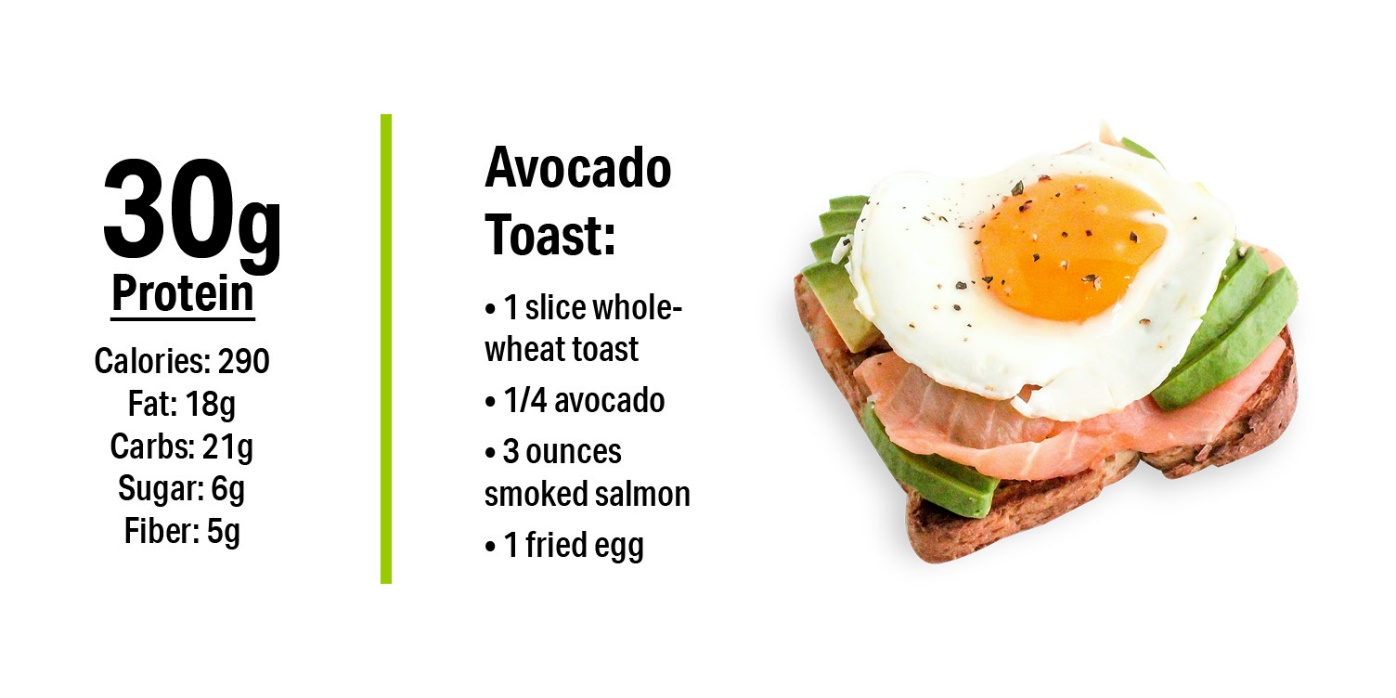 30g
Protein
Calories: 290
Fat: 18g
Carbs: 21g
Sugar: 6g
Fiber: 5g
Avocado
Toast:
• 1 slice whole-
wheat toast
• 1/4 avocado
• 3 ounces
smoked salmon
• 1 fried egg